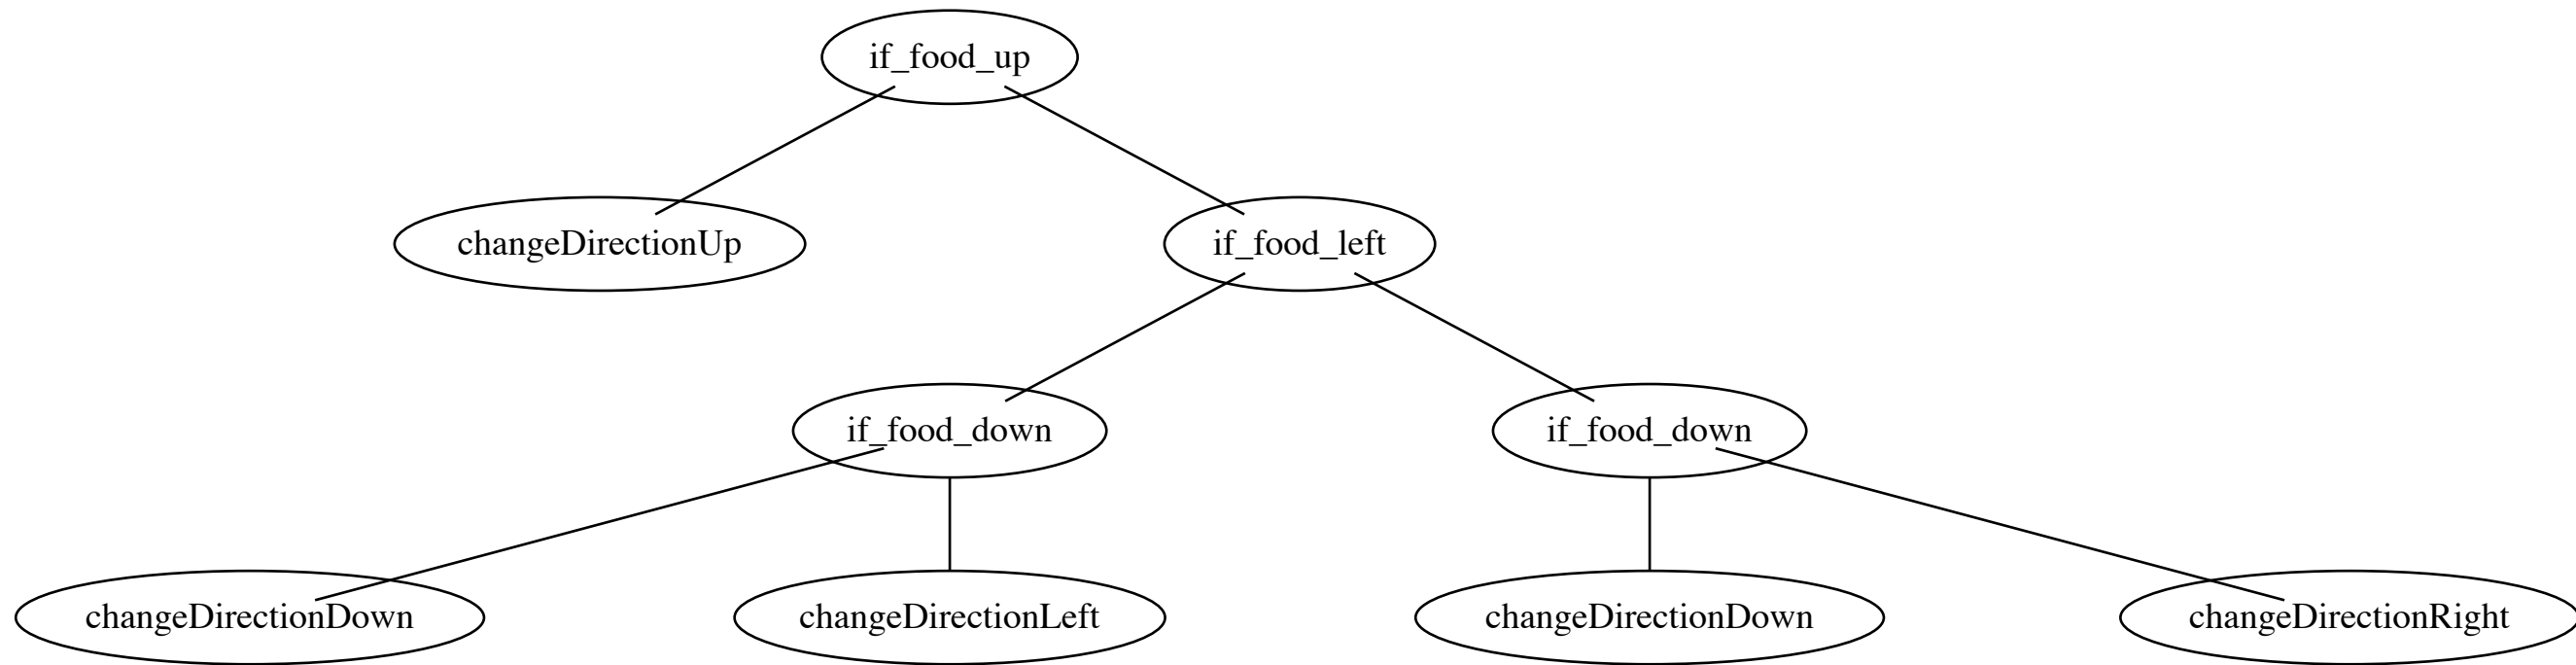 if_food_up
changeDirectionUp
if_food_left
if_food_down
if_food_down
changeDirectionDown
changeDirectionLeft
changeDirectionDown
changeDirectionRight